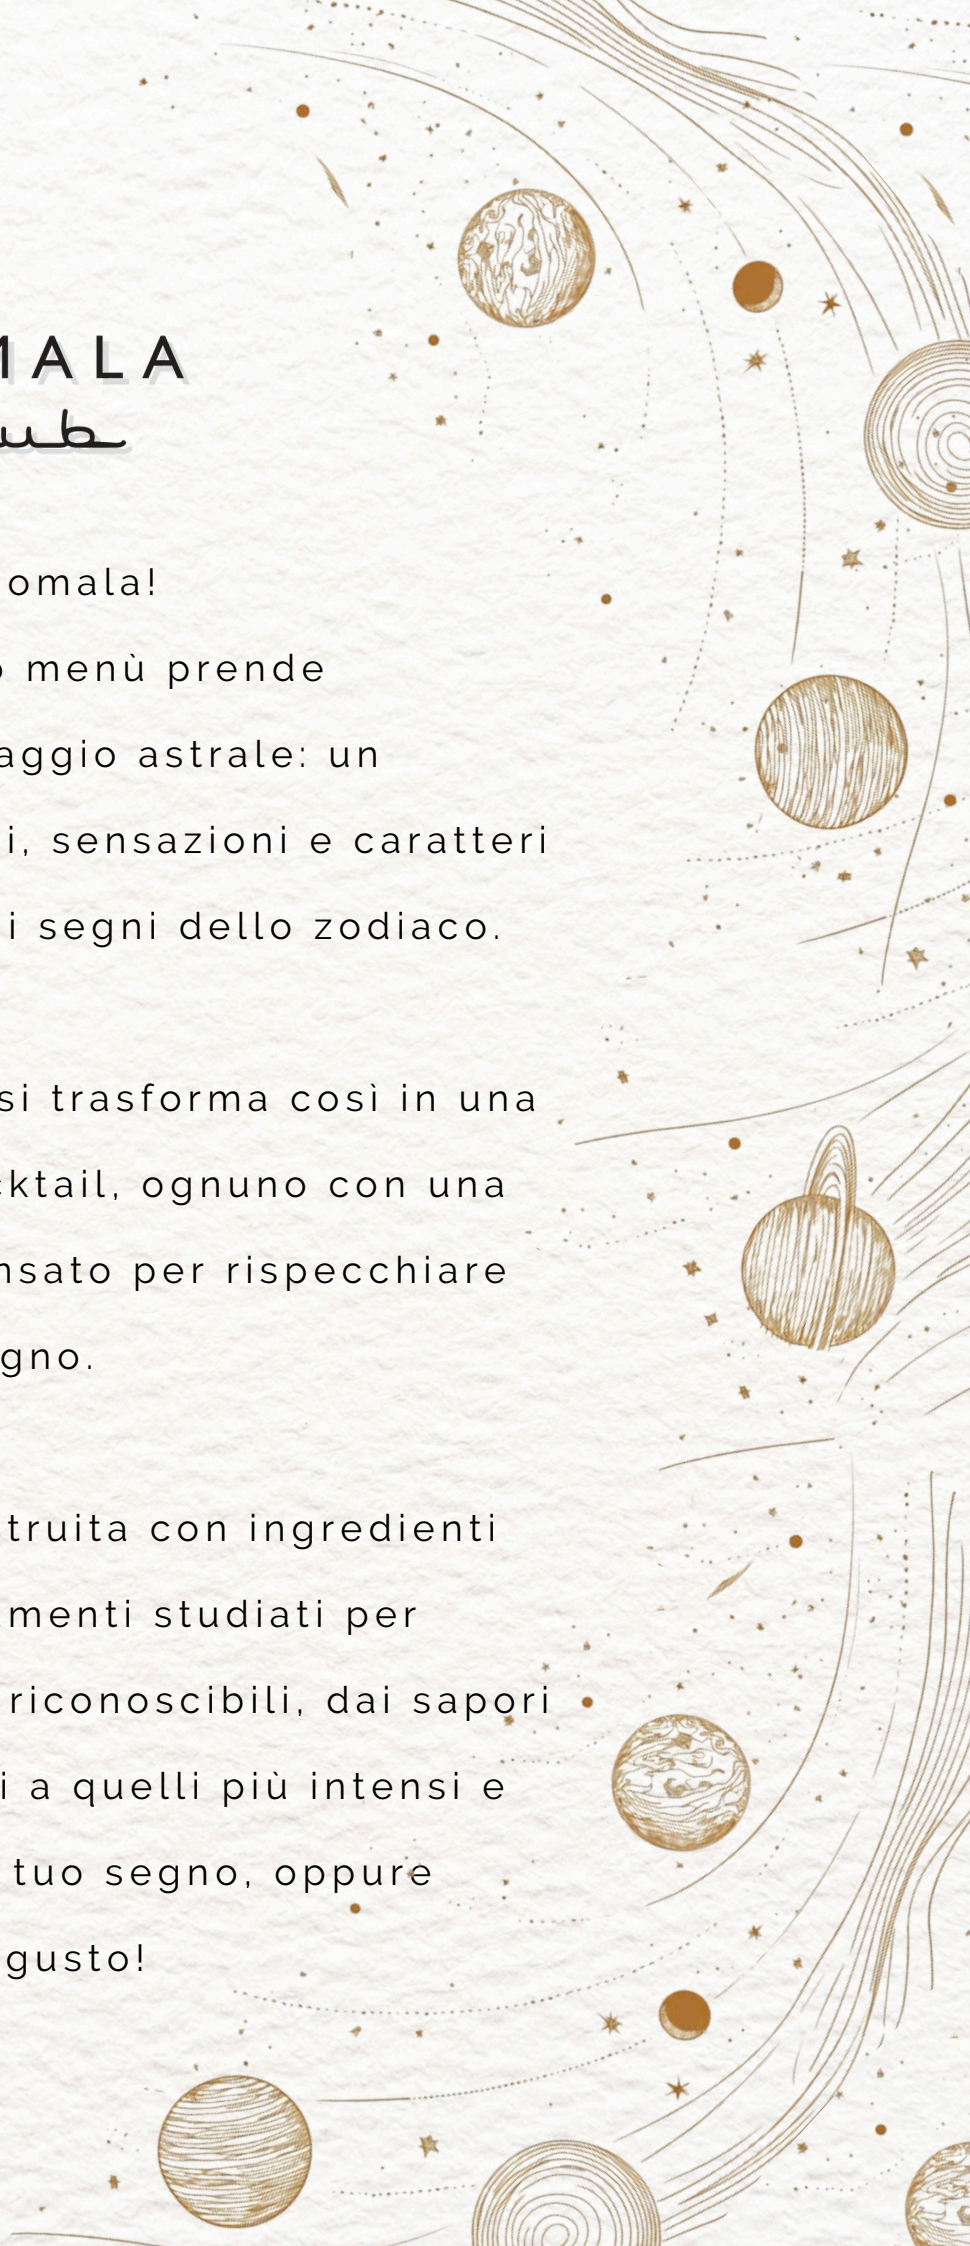 MALA
ub
omala!
o menù prende
aggio astrale: un
i, sensazioni e caratteri
i segni dello zodiaco.
si trasforma così in una
cktail, ognuno con una
nsato per rispecchiare
gno.
truita con ingredienti
menti studiati per
riconoscibili, dai sapori
i a quelli più intensi e
tuo segno, oppure
gusto!